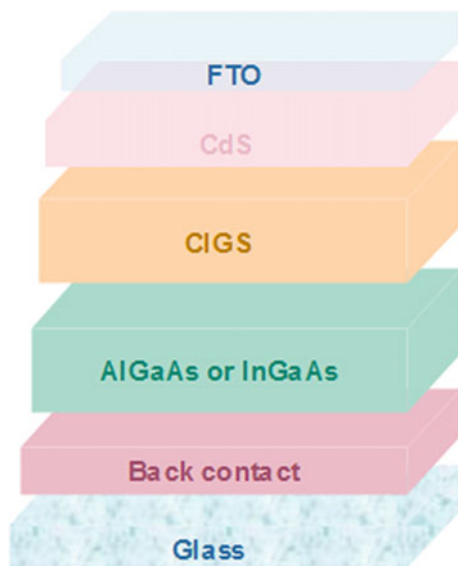 FTO
CdS
CIGS
AlGaAs or InGaAs
Back contact
Glass